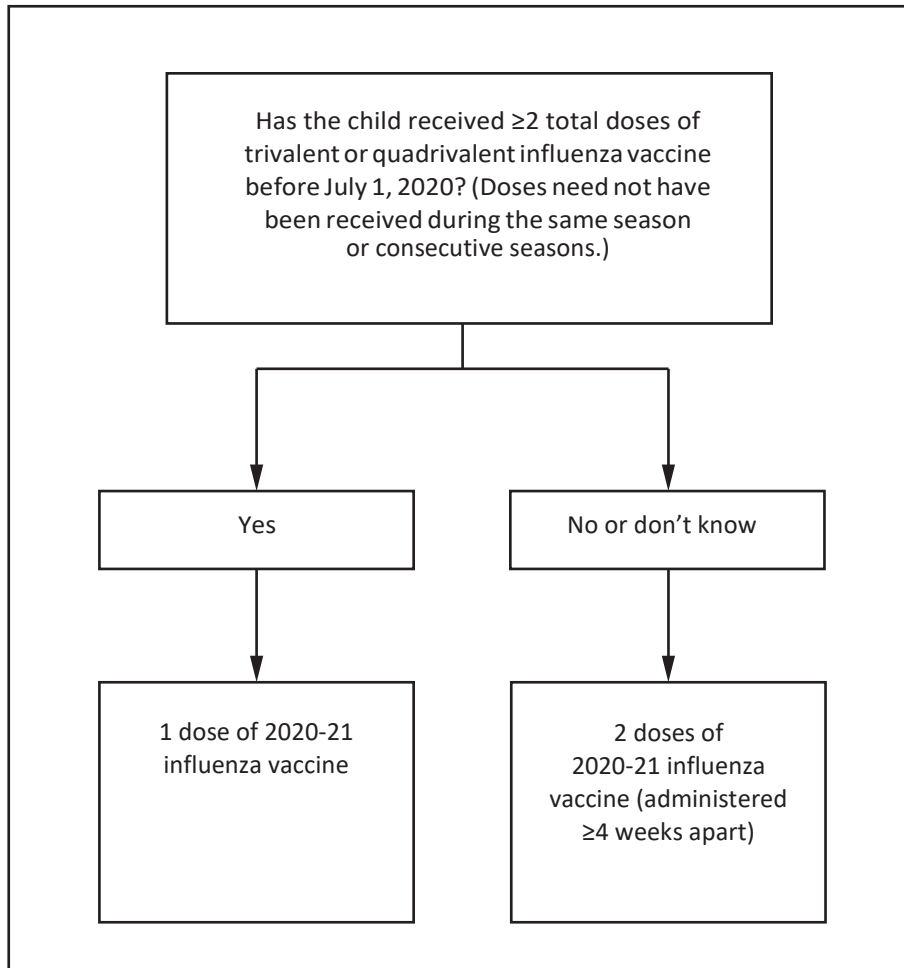 Has the child received ≥2 total doses of
trivalent or quadrivalent influenza vaccine
before July 1, 2020? (Doses need not have
been received during the same season
or consecutive seasons.)
Yes
No or don’t know
1 dose of 2020-21
influenza vaccine
2 doses of
2020-21 influenza
vaccine (administered
≥4 weeks apart)